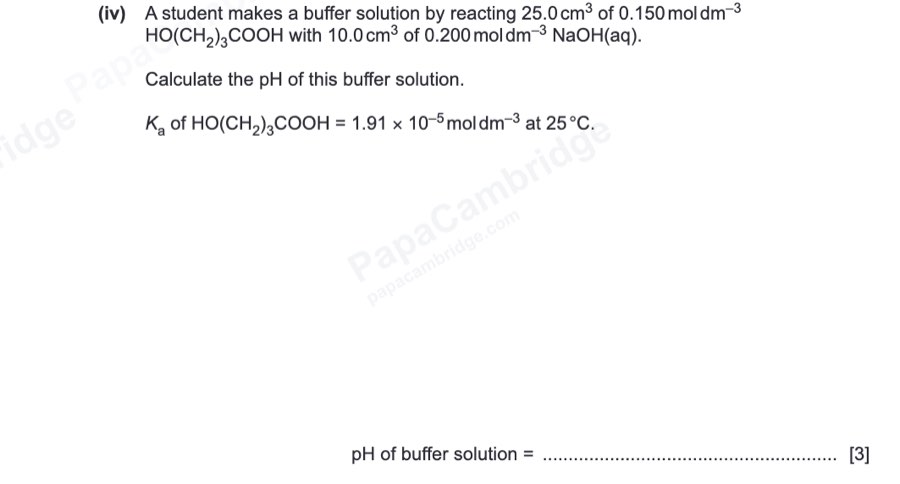 (iv) A student makes a buffer solution by reacting 25.0 cm³ of 0.150 mol dm⁻³
HO(CH₂)₃COOH with 10.0 cm³ of 0.200 mol dm⁻³ NaOH(aq).
Calculate the pH of this buffer solution.
Kₐ of HO(CH₂)₃COOH = 1.91 × 10⁻⁵ mol dm⁻³ at 25 °C.
PapaCambridge
papacambridge.com
pH of buffer solution = ............................................................ [3]